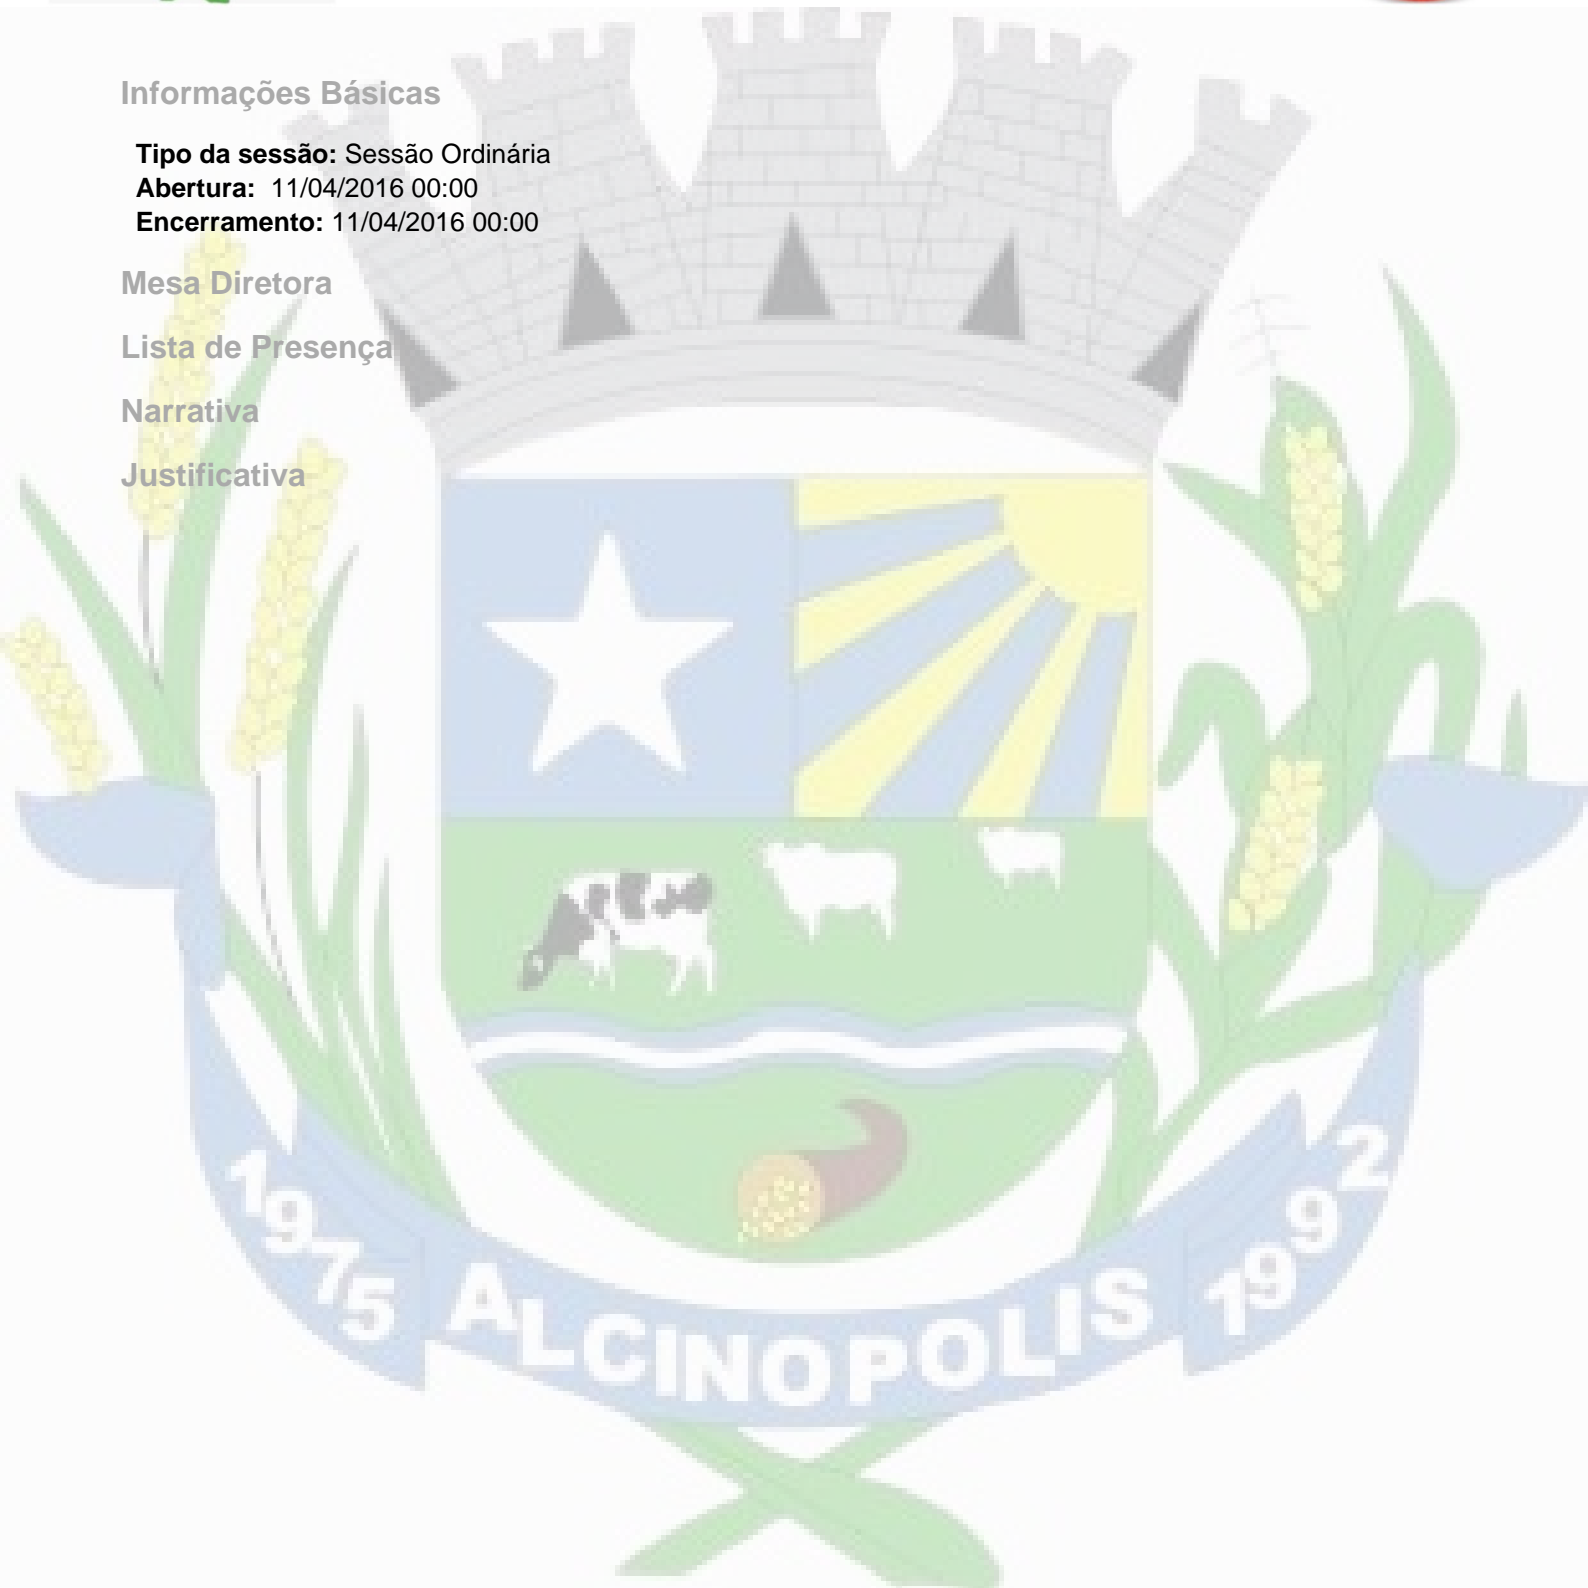 Informações Básicas
Tipo da sessão: Sessão Ordinária
Abertura: 11/04/2016 00:00
Encerramento: 11/04/2016 00:00
Mesa Diretora
Lista de Presença
Narrativa
Justificativa
1975 ALCINOPOLIS 1992